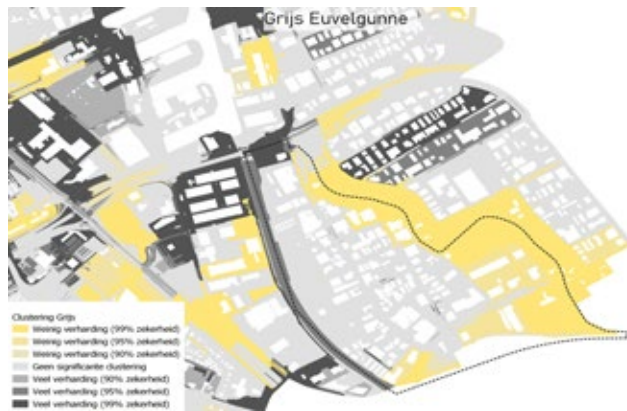 Grijs Euvelgunne
Clustering Grijs
Weinig verharding (99% zekerheid)
Weinig verharding (95% zekerheid)
Weinig verharding (90% zekerheid)
Geen significante clustering
Veel verharding (90% zekerheid)
Veel verharding (95% zekerheid)
Veel verharding (99% zekerheid)